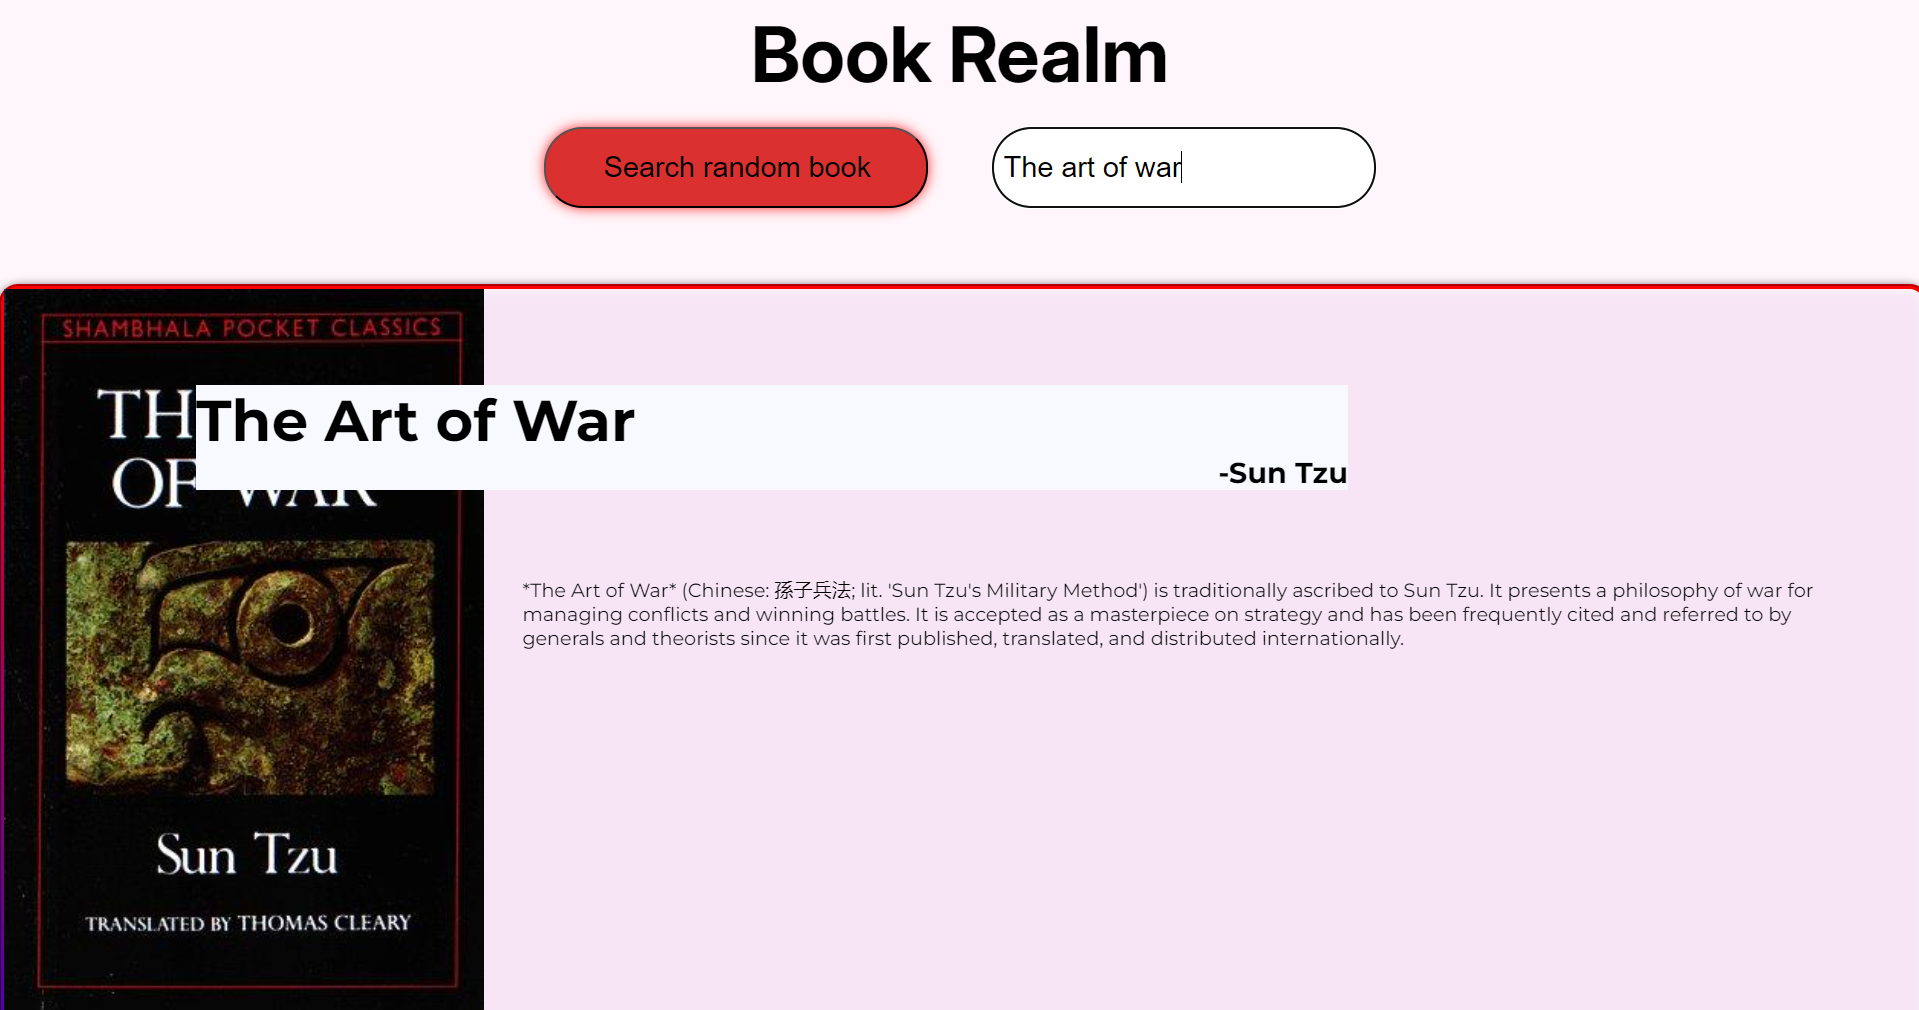 Book Realm
Search random book
The art of war
SHAMBHALA POCKET CLASSICS
TH
OF WAR
The Art of War
-Sun Tzu
*The Art of War* (Chinese: 孫子兵法; lit. 'Sun Tzu's Military Method') is traditionally ascribed to Sun Tzu. It presents a philosophy of war for
managing conflicts and winning battles. It is accepted as a masterpiece on strategy and has been frequently cited and referred to by
generals and theorists since it was first published, translated, and distributed internationally.
Sun Tzu
TRANSLATED BY THOMAS CLEARY